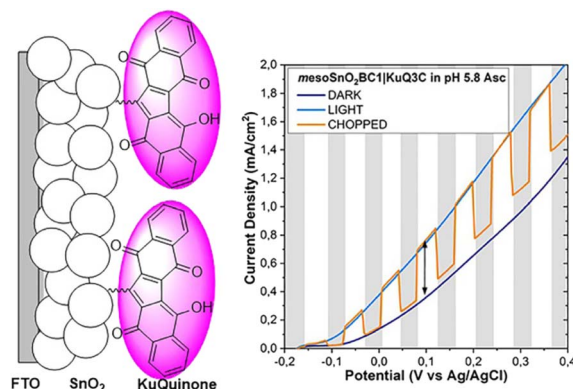 O
O
O
OH
O
O
O
OH
O
FTO SnO₂ KuQuinone
mesoSnO₂BC1|KuQ3C in pH 5.8 Asc
DARK
LIGHT
CHOPPED
Current Density (mA/cm²)
2,0
1,8
1,6
1,4
1,2
1,0
0,8
0,6
0,4
0,2
0,0
-0,2 -0,1 0,0 0,1 0,2 0,3 0,4
Potential (V vs Ag/AgCl)